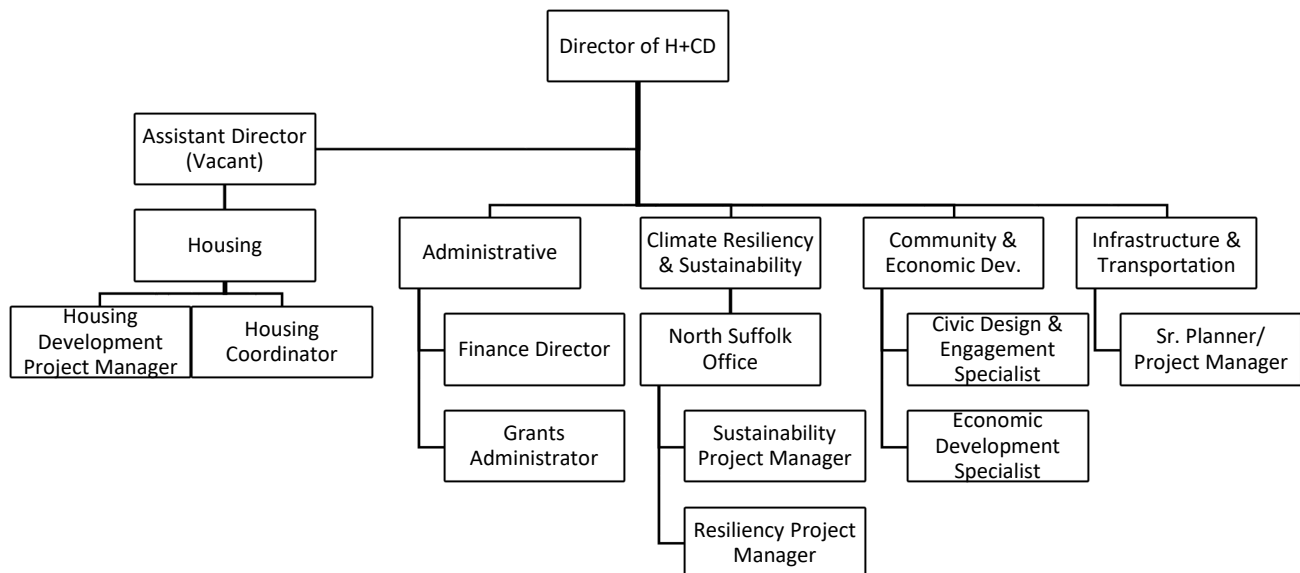 Director of H+CD
Assistant Director
(Vacant)
Housing
Housing
Development
Project Manager
Housing
Coordinator
Administrative
Finance Director
Grants
Administrator
Climate Resiliency
& Sustainability
North Suffolk
Office
Sustainability
Project Manager
Resiliency Project
Manager
Community &
Economic Dev.
Civic Design &
Engagement
Specialist
Economic
Development
Specialist
Infrastructure &
Transportation
Sr. Planner/
Project Manager